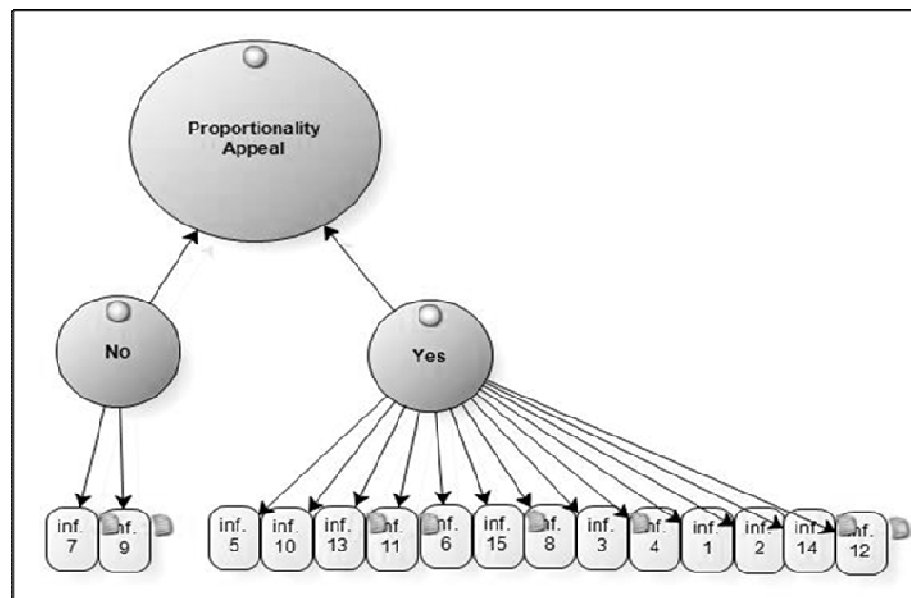 Proportionality
Appeal
No
Yes
inf.
7
inf.
9
inf.
5
inf.
10
inf.
13
inf.
11
inf.
6
inf.
15
inf.
8
inf.
3
inf.
4
inf.
1
inf.
2
inf.
14
inf.
12